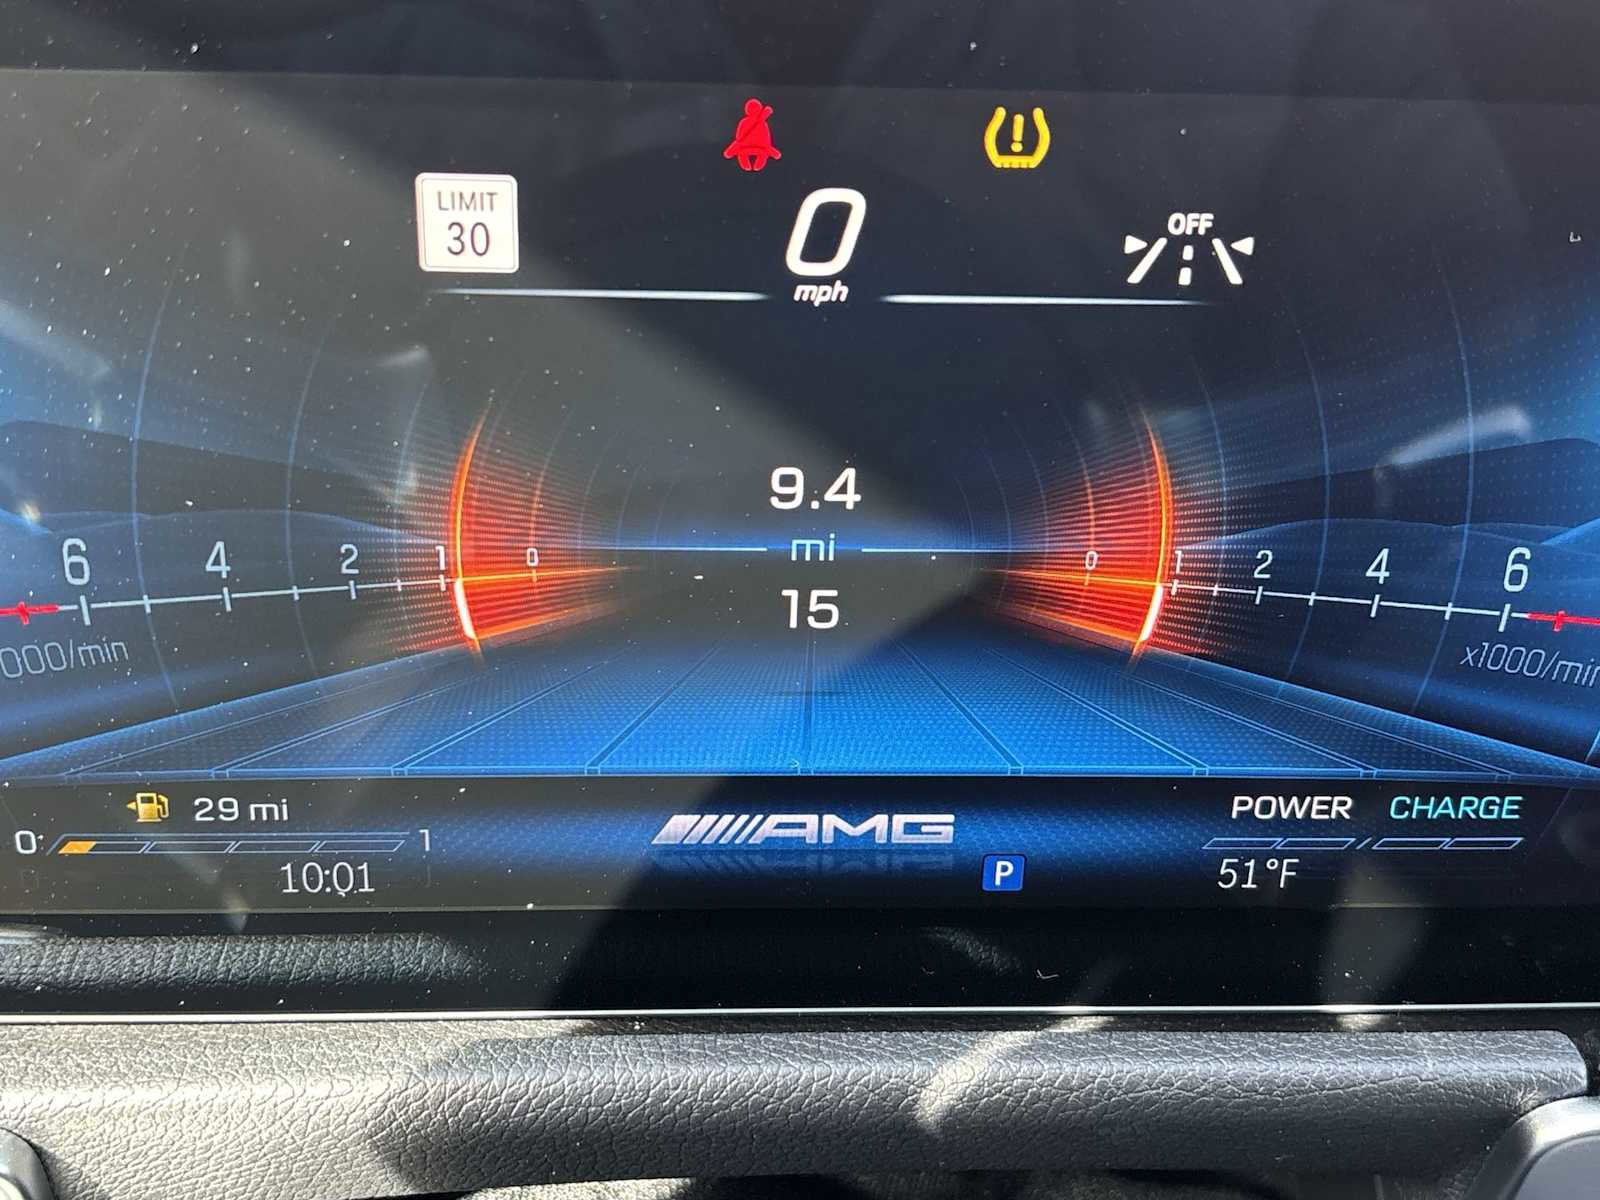 LIMIT
30
0
mph
OFF
9.4
mi
15
6 4 2 1 0
0 1 2 4 6
000/min
x1000/min
29 mi
0 1
10:01
AMG
P
POWER CHARGE
51°F